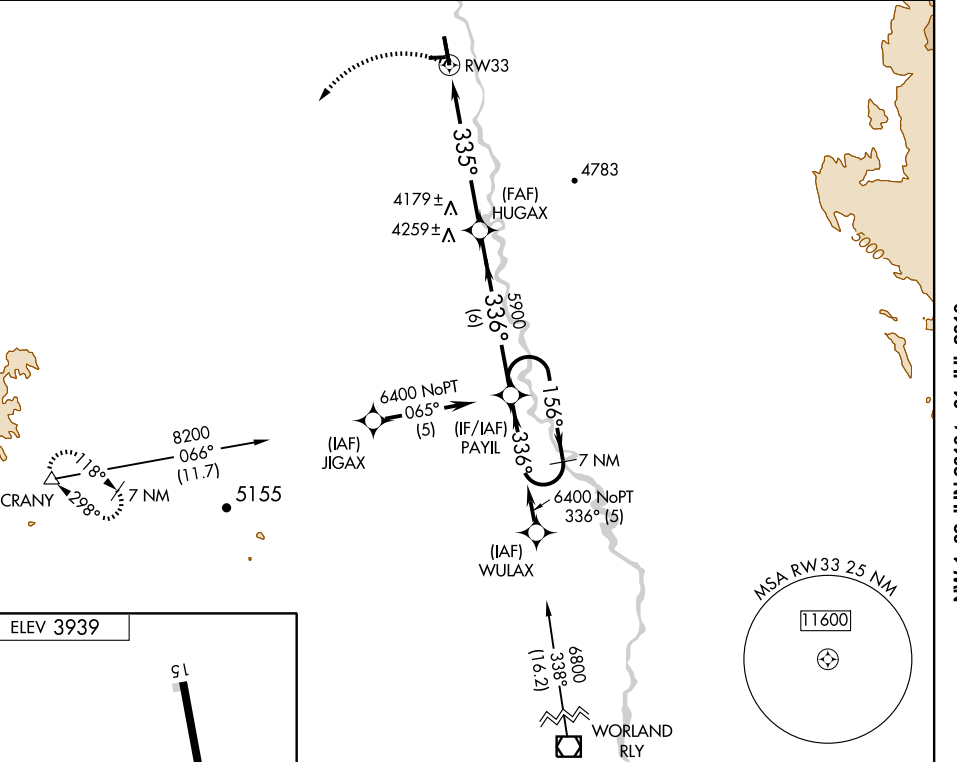 RW33
335°
4783
4179±
4259±
(FAF)
HUGAX
5900
336°
(6)
5000
6400 NoPT
065°
(5)
(IAF)
JIGAX
(IF/IAF)
PAYIL
156°
336°
7 NM
8200
066°
(11.7)
118°
298°
7 NM
CRANY
5155
6400 NoPT
336° (5)
(IAF)
WULAX
MSA RW33 25 NM
11600
ELEV 3939
15
6800
338°
(16.2)
WORLAND
RLY